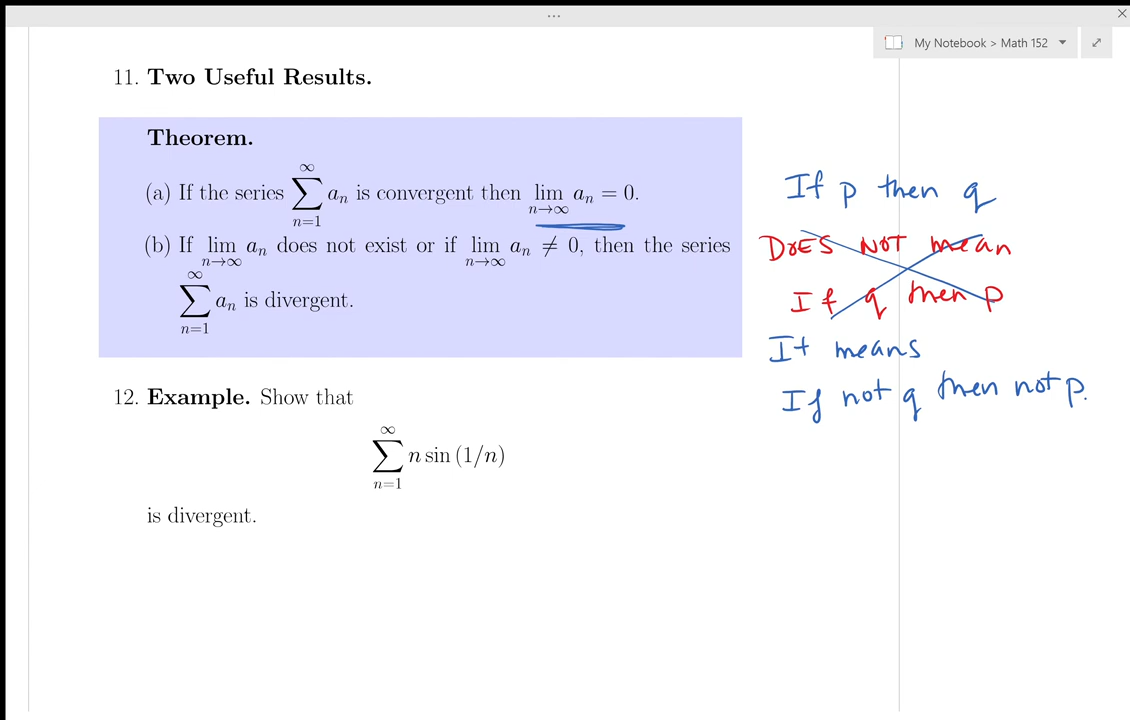 ...
My Notebook > Math 152
11. Two Useful Results.
Theorem.
(a) If the series ∑_{n=1}^{∞} a_n is convergent then lim_{n→∞} a_n = 0.
(b) If lim_{n→∞} a_n does not exist or if lim_{n→∞} a_n ≠ 0, then the series
∑_{n=1}^{∞} a_n is divergent.
If p then q
DOES NOT mean
If q then p
It means
If not q then not p.
12. Example. Show that
∑_{n=1}^{∞} n sin (1/n)
is divergent.